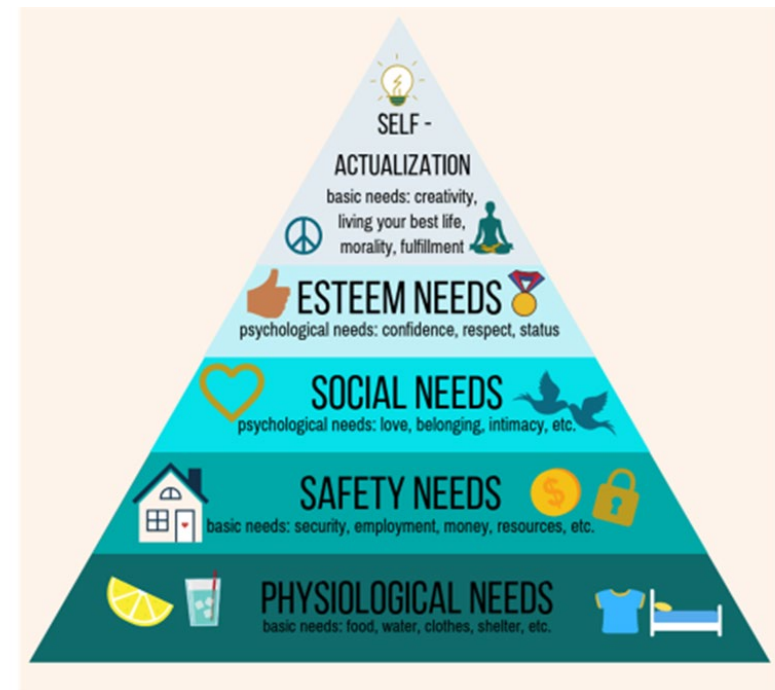 SELF -
ACTUALIZATION
basic needs: creativity,
living your best life,
morality, fulfillment
ESTEEM NEEDS
psychological needs: confidence, respect, status
SOCIAL NEEDS
psychological needs: love, belonging, intimacy, etc.
SAFETY NEEDS
$
basic needs: security, employment, money, resources, etc.
PHYSIOLOGICAL NEEDS
basic needs: food, water, clothes, shelter, etc.